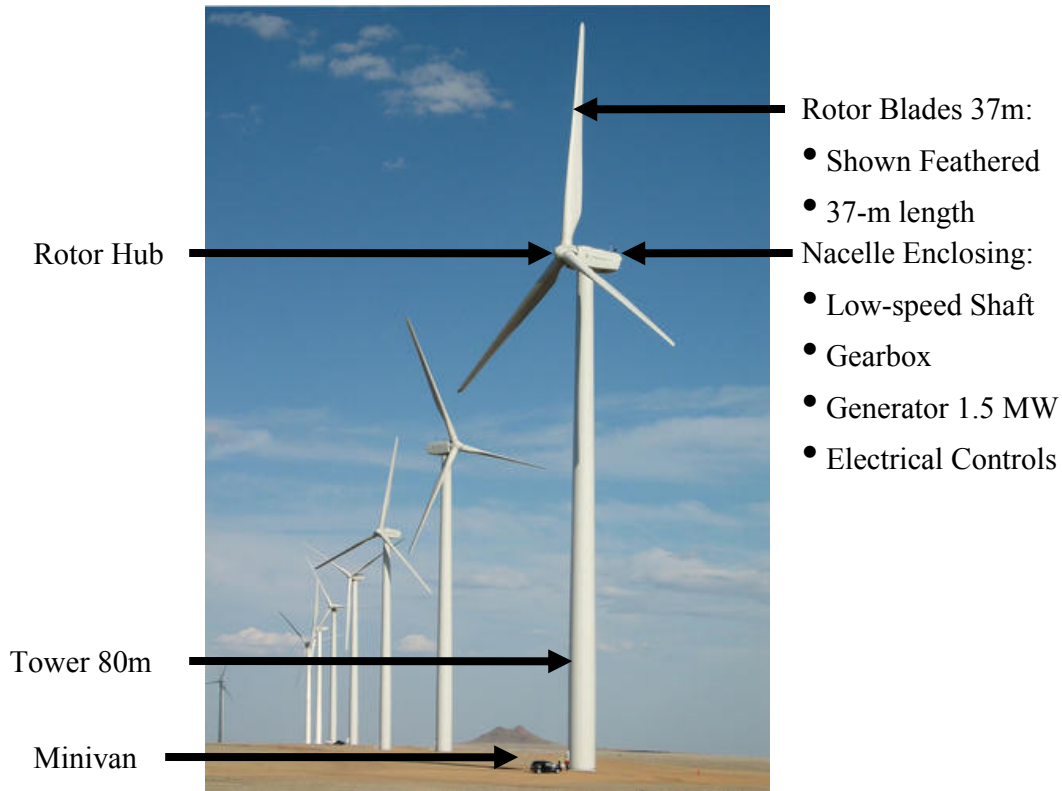 Rotor Blades 37m:
• Shown Feathered
• 37-m length
Rotor Hub
Nacelle Enclosing:
• Low-speed Shaft
• Gearbox
• Generator 1.5 MW
• Electrical Controls
Tower 80m
Minivan